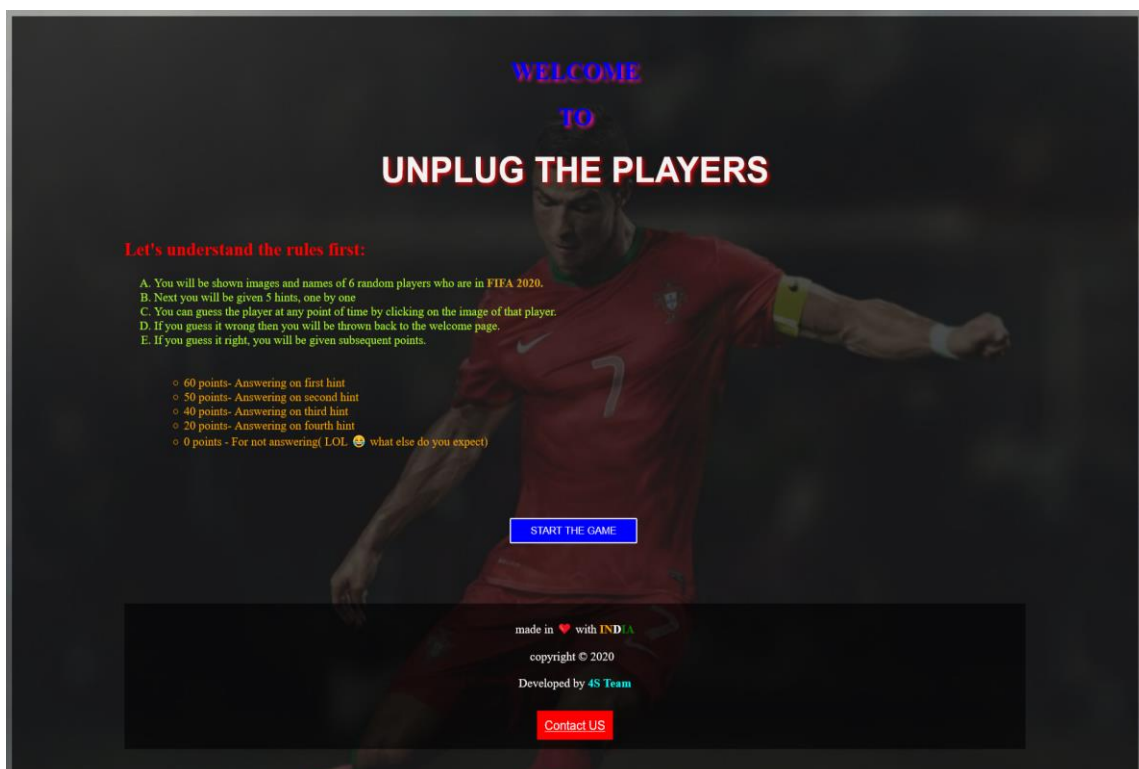 WELCOME
TO
UNPLUG THE PLAYERS
Let's understand the rules first:
A. You will be shown images and names of 6 random players who are in FIFA 2020.
B. Next you will be given 5 hints, one by one
C. You can guess the player at any point of time by clicking on the image of that player.
D. If you guess it wrong then you will be thrown back to the welcome page.
E. If you guess it right, you will be given subsequent points.
○ 60 points- Answering on first hint
○ 50 points- Answering on second hint
○ 40 points- Answering on third hint
○ 20 points- Answering on fourth hint
○ 0 points - For not answering( LOL 😂 what else do you expect)
7
START THE GAME
made in ❤️ with INDIA
copyright © 2020
Developed by 4S Team
Contact US